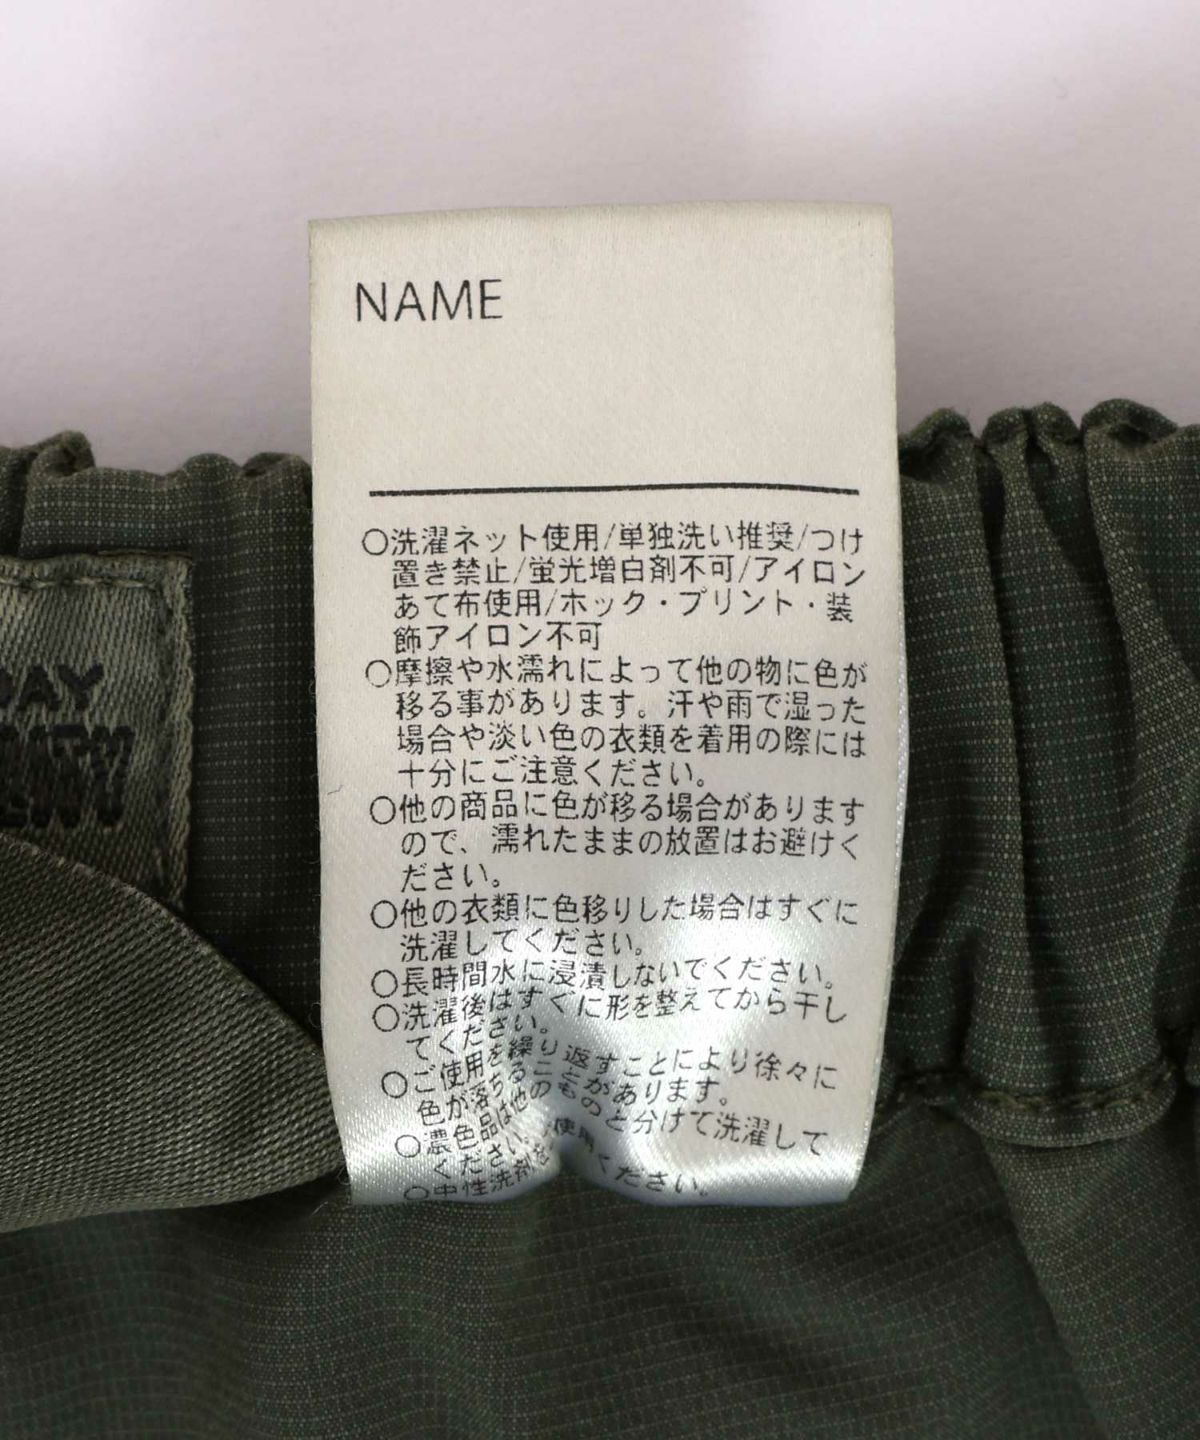 NAME
○洗濯ネット使用/単独洗い推奨/つけ
置き禁止/蛍光増白剤不可/アイロン
あて布使用/ホック・プリント・装
飾アイロン不可
○摩擦や水濡れによって他の物に色が
移る事があります。汗や雨で湿った
場合や淡い色の衣類を着用の際には
十分にご注意ください。
○他の商品に色が移る場合があります
ので、濡れたままの放置はお避けく
ださい。
○他の衣類に色移りした場合はすぐに
洗濯してください。
○長時間水に浸漬しないでください。
○洗濯後はすぐに形を整えてから干し
てください。
○ご使用を繰り返すことにより徐々に
色が落ちることがあります。
○濃色品は他のものと分けて洗濯して
ください。
○中性洗剤を使用ください。
DAY